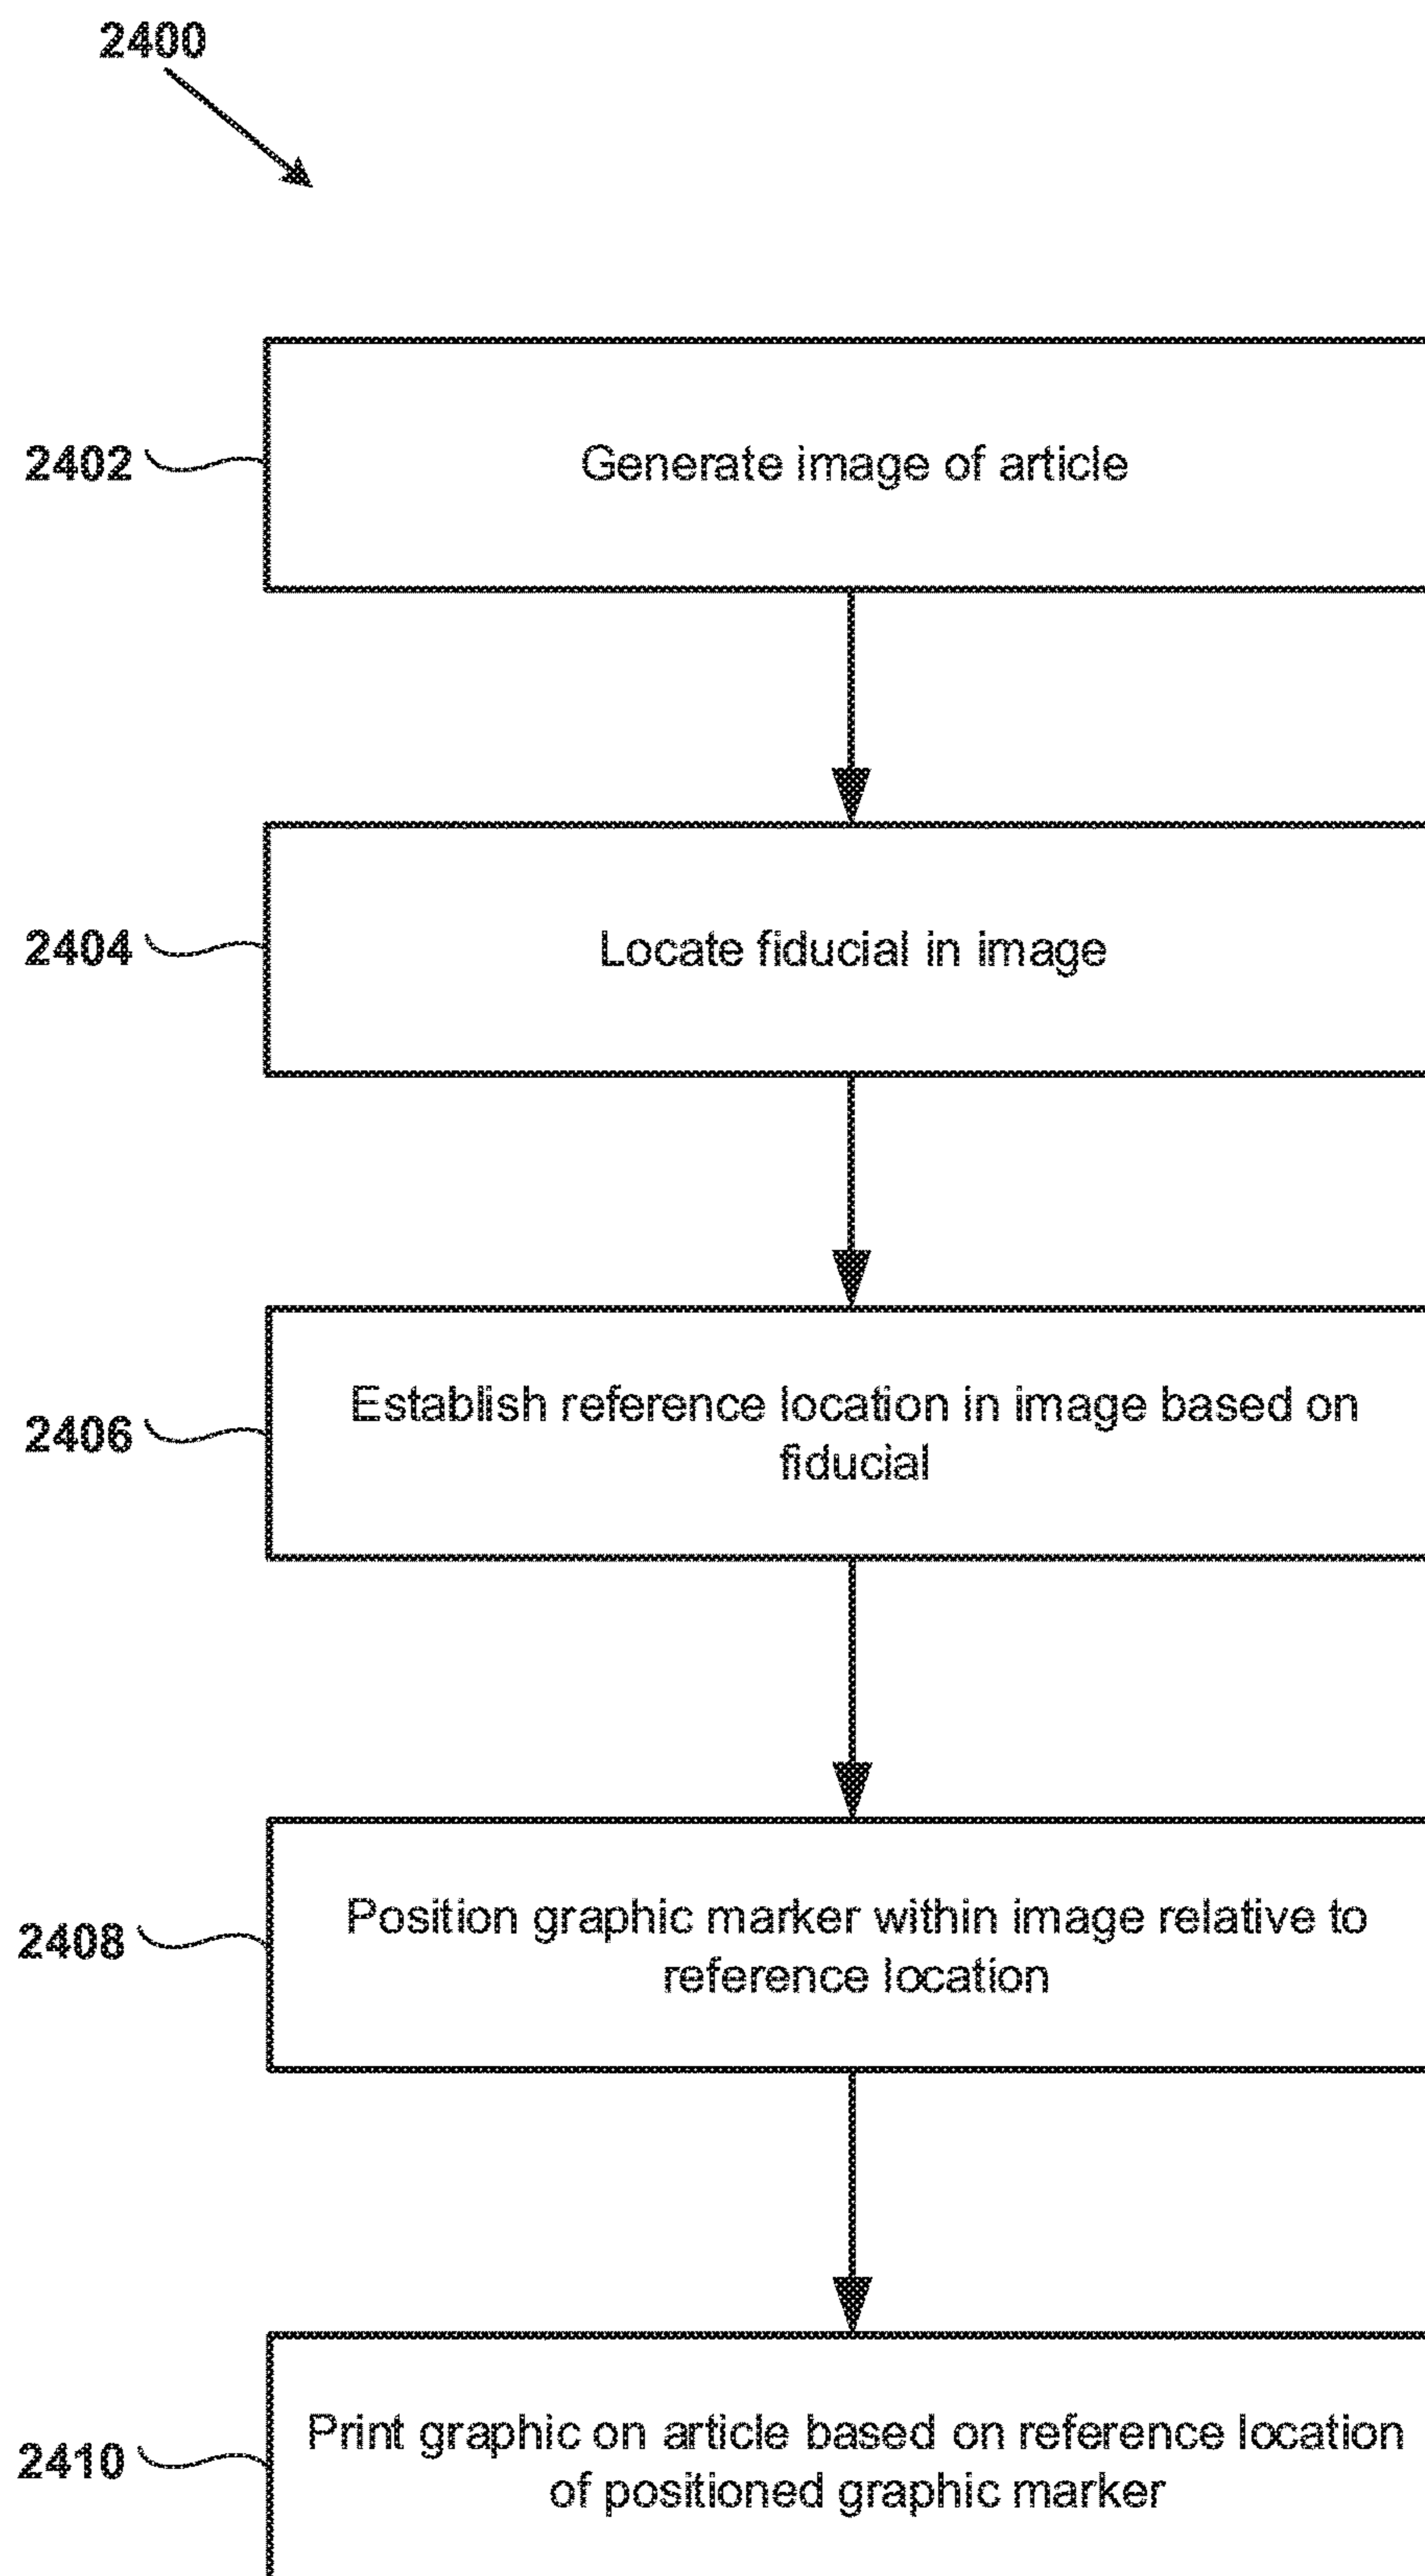 2400
2402
Generate image of article
2404
Locate fiducial in image
2406
Establish reference location in image based on
fiducial
2408
Position graphic marker within image relative to
reference location
2410
Print graphic on article based on reference location
of positioned graphic marker